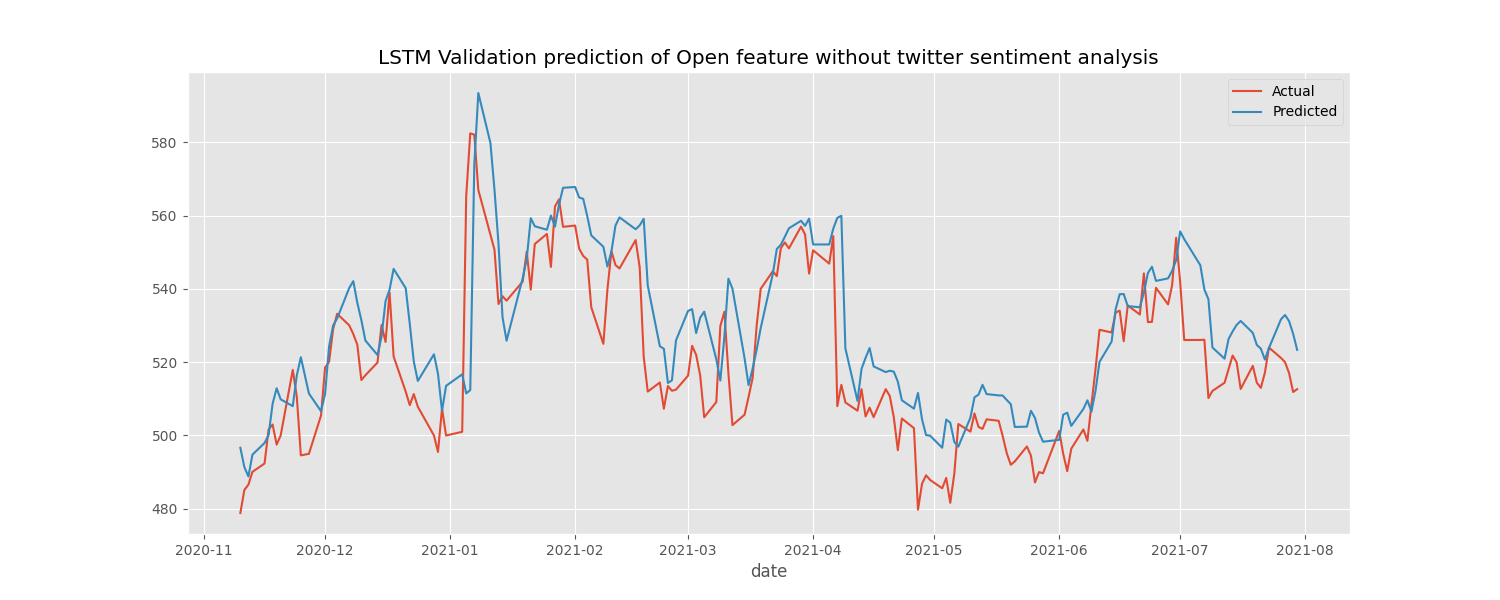 LSTM Validation prediction of Open feature without twitter sentiment analysis
Actual
Predicted
580
560
540
520
500
480
2020-11 2020-12 2021-01 2021-02 2021-03 2021-04 2021-05 2021-06 2021-07 2021-08
date